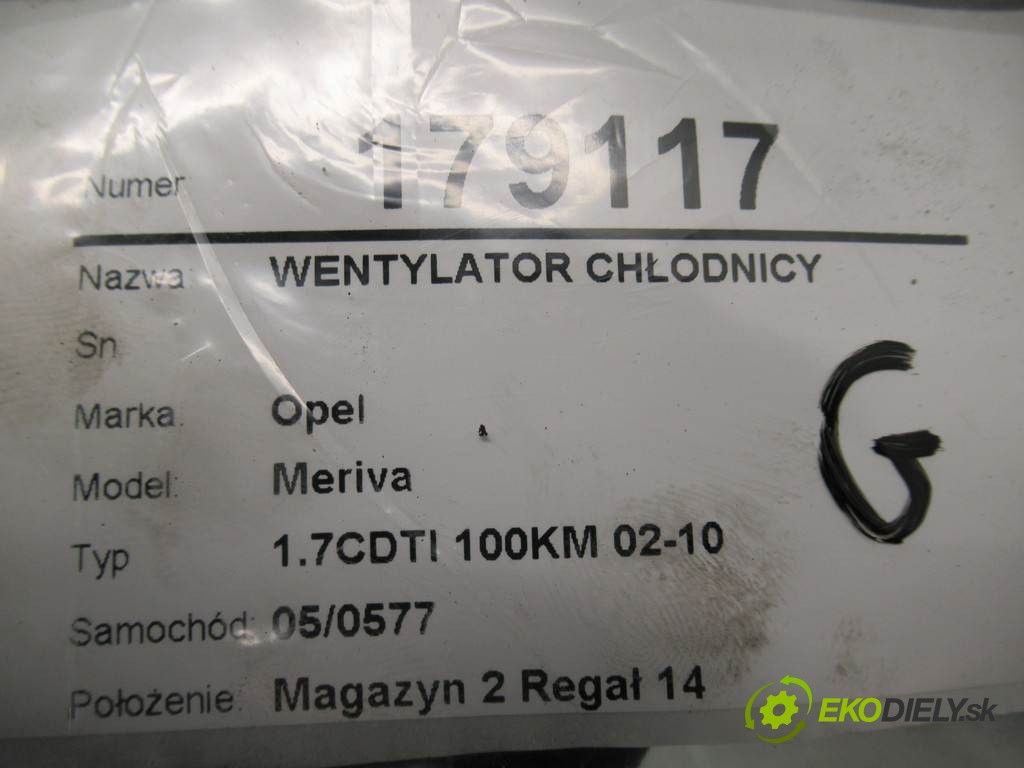 Numer 179117
Nazwa: WENTYLATOR CHŁODNICY
Sn
Marka: Opel
Model: Meriva
Typ 1.7CDTI 100KM 02-10
Samochód: 05/0577
Położenie: Magazyn 2 Regał 14
G
EKODIELY.sk